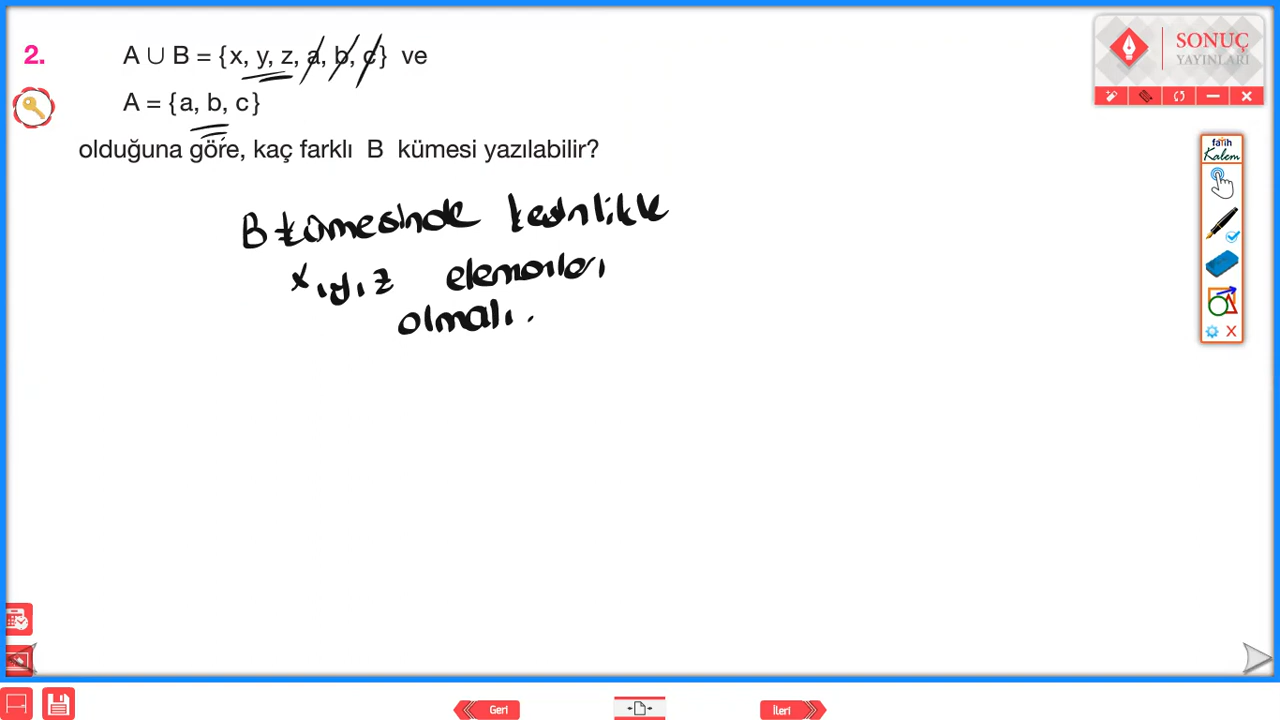 2. A ∪ B = {x, y, z, a, b, c} ve
A = {a, b, c}
olduğuna göre, kaç farklı B kümesi yazılabilir?
B kümesinde kesinlikle
x, y, z elemanları
olmalı.
SONUÇ
YAYINLARI
fatih
Kalem
Geri
İleri